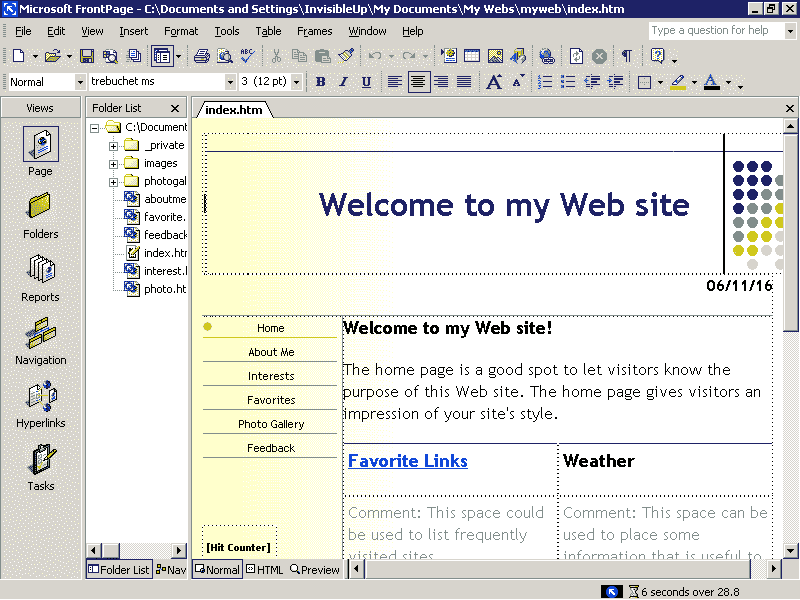 Microsoft FrontPage - C:\Documents and Settings\InvisibleUp\My Documents\My Webs\myweb\index.htm
File Edit View Insert Format Tools Table Frames Window Help
Type a question for help
Normal trebuchet ms 3 (12 pt) B I U A A A
Views
Page
Folders
Reports
Navigation
Hyperlinks
Tasks
Folder List
C:\Document
_private
images
photogal
aboutme
favorite.
feedback
index.htm
interest.l
photo.ht
Folder List Nav
index.htm
Welcome to my Web site
06/11/16
Home
About Me
Interests
Favorites
Photo Gallery
Feedback
[Hit Counter]
Welcome to my Web site!
The home page is a good spot to let visitors know the
purpose of this Web site. The home page gives visitors an
impression of your site's style.
Favorite Links
Comment: This space could
be used to list frequently
visited sites
Weather
Comment: This space can be
used to place some
information that is useful to
Normal HTML Preview
6 seconds over 28.8